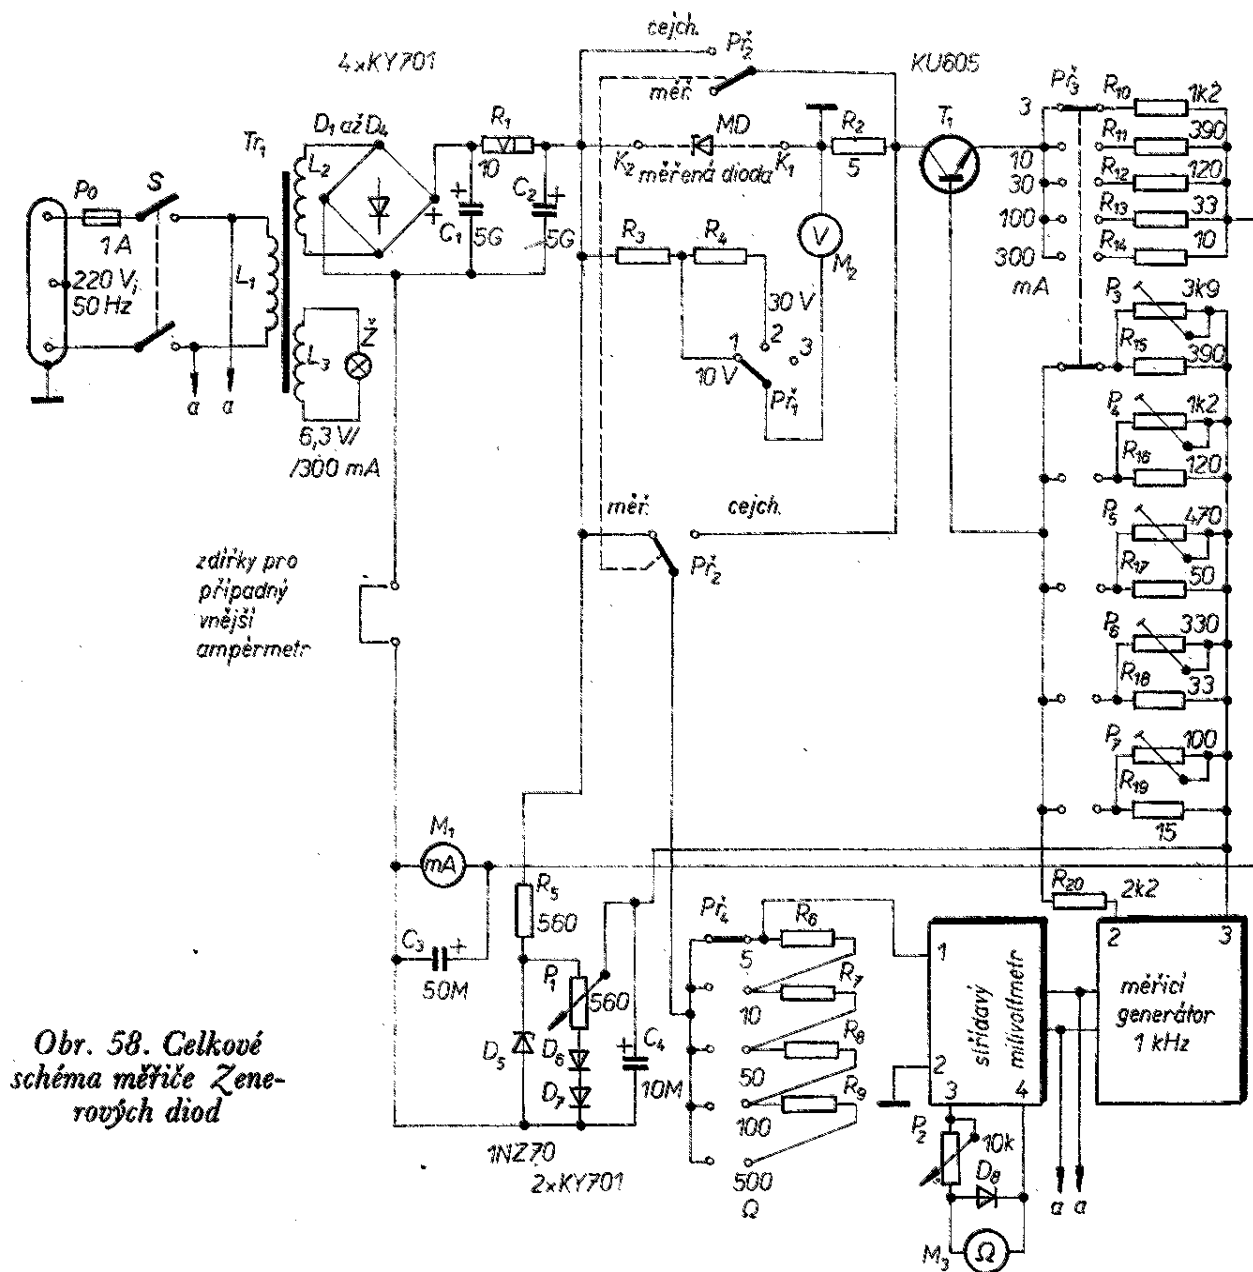 cejch.
Př2
4xKY701
KU605
měř.
Př3
R10
1k2
3
D1 až D4
R1
MD
R2
T1
R11
390
Tr1
L2
10
K2
K1
5
10
R12
120
měřená dioda
30
P0
S
+
+
C1
C2
+
R13
33
1A
5G
5G
R3
R4
V
100
R14
10
L1
M2
300
mA
220 V;
50 Hz
30 V
P3
3k9
2
1
3
R15
390
L3
Ž
10 V
Př1
P4
1k2
a
a
6,3 V/
/300 mA
R16
120
měř.
cejch.
P5
470
Př2
R17
50
zdířky pro
případný
vnější
ampérmetr
P6
330
R18
33
P7
100
R19
15
M1
mA
R5
560
R20
2k2
Př4
R6
C3
+
50M
P1
560
5
R7
1
2
3
střídavý
milivoltmetr
měřicí
generátor
1 kHz
10
R8
D5
D6
+
C4
50
R9
2
D7
10M
100
3
4
Obr. 58. Celkové
schéma měřiče Zene-
rových diod
P2
10k
1NZ70
2xKY701
500
Ω
D8
a
a
M3
Ω